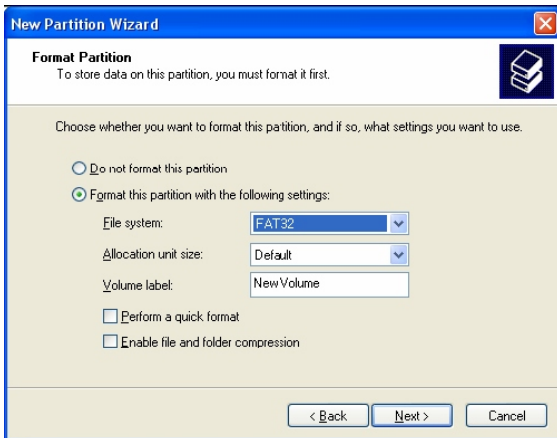 New Partition Wizard
Format Partition
To store data on this partition, you must format it first.
Choose whether you want to format this partition, and if so, what settings you want to use.
Do not format this partition
Format this partition with the following settings:
File system: FAT32
Allocation unit size: Default
Volume label: New Volume
Perform a quick format
Enable file and folder compression
< Back Next > Cancel